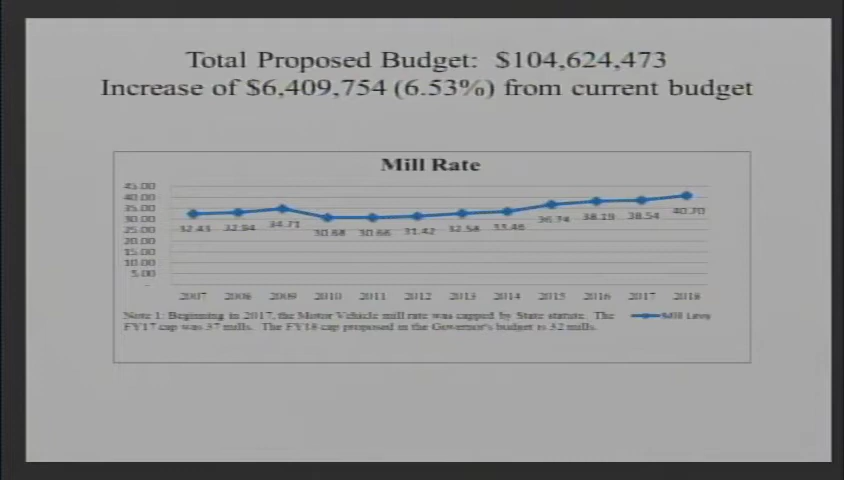 Total Proposed Budget: $104,624,473
Increase of $6,409,754 (6.53%) from current budget
Mill Rate
45.00
40.00
35.00
30.00
25.00
20.00
15.00
10.00
5.00
-
32.43 32.94 34.71 30.68 30.66 31.42 32.58 33.46 36.74 38.19 38.54 40.70
2007 2008 2009 2010 2011 2012 2013 2014 2015 2016 2017 2018
Mill Levy
Note 1: Beginning in 2017, the Motor Vehicle mill rate was capped by State statute. The
FY17 cap was 37 mills. The FY18 cap proposed in the Governor's budget is 32 mills.